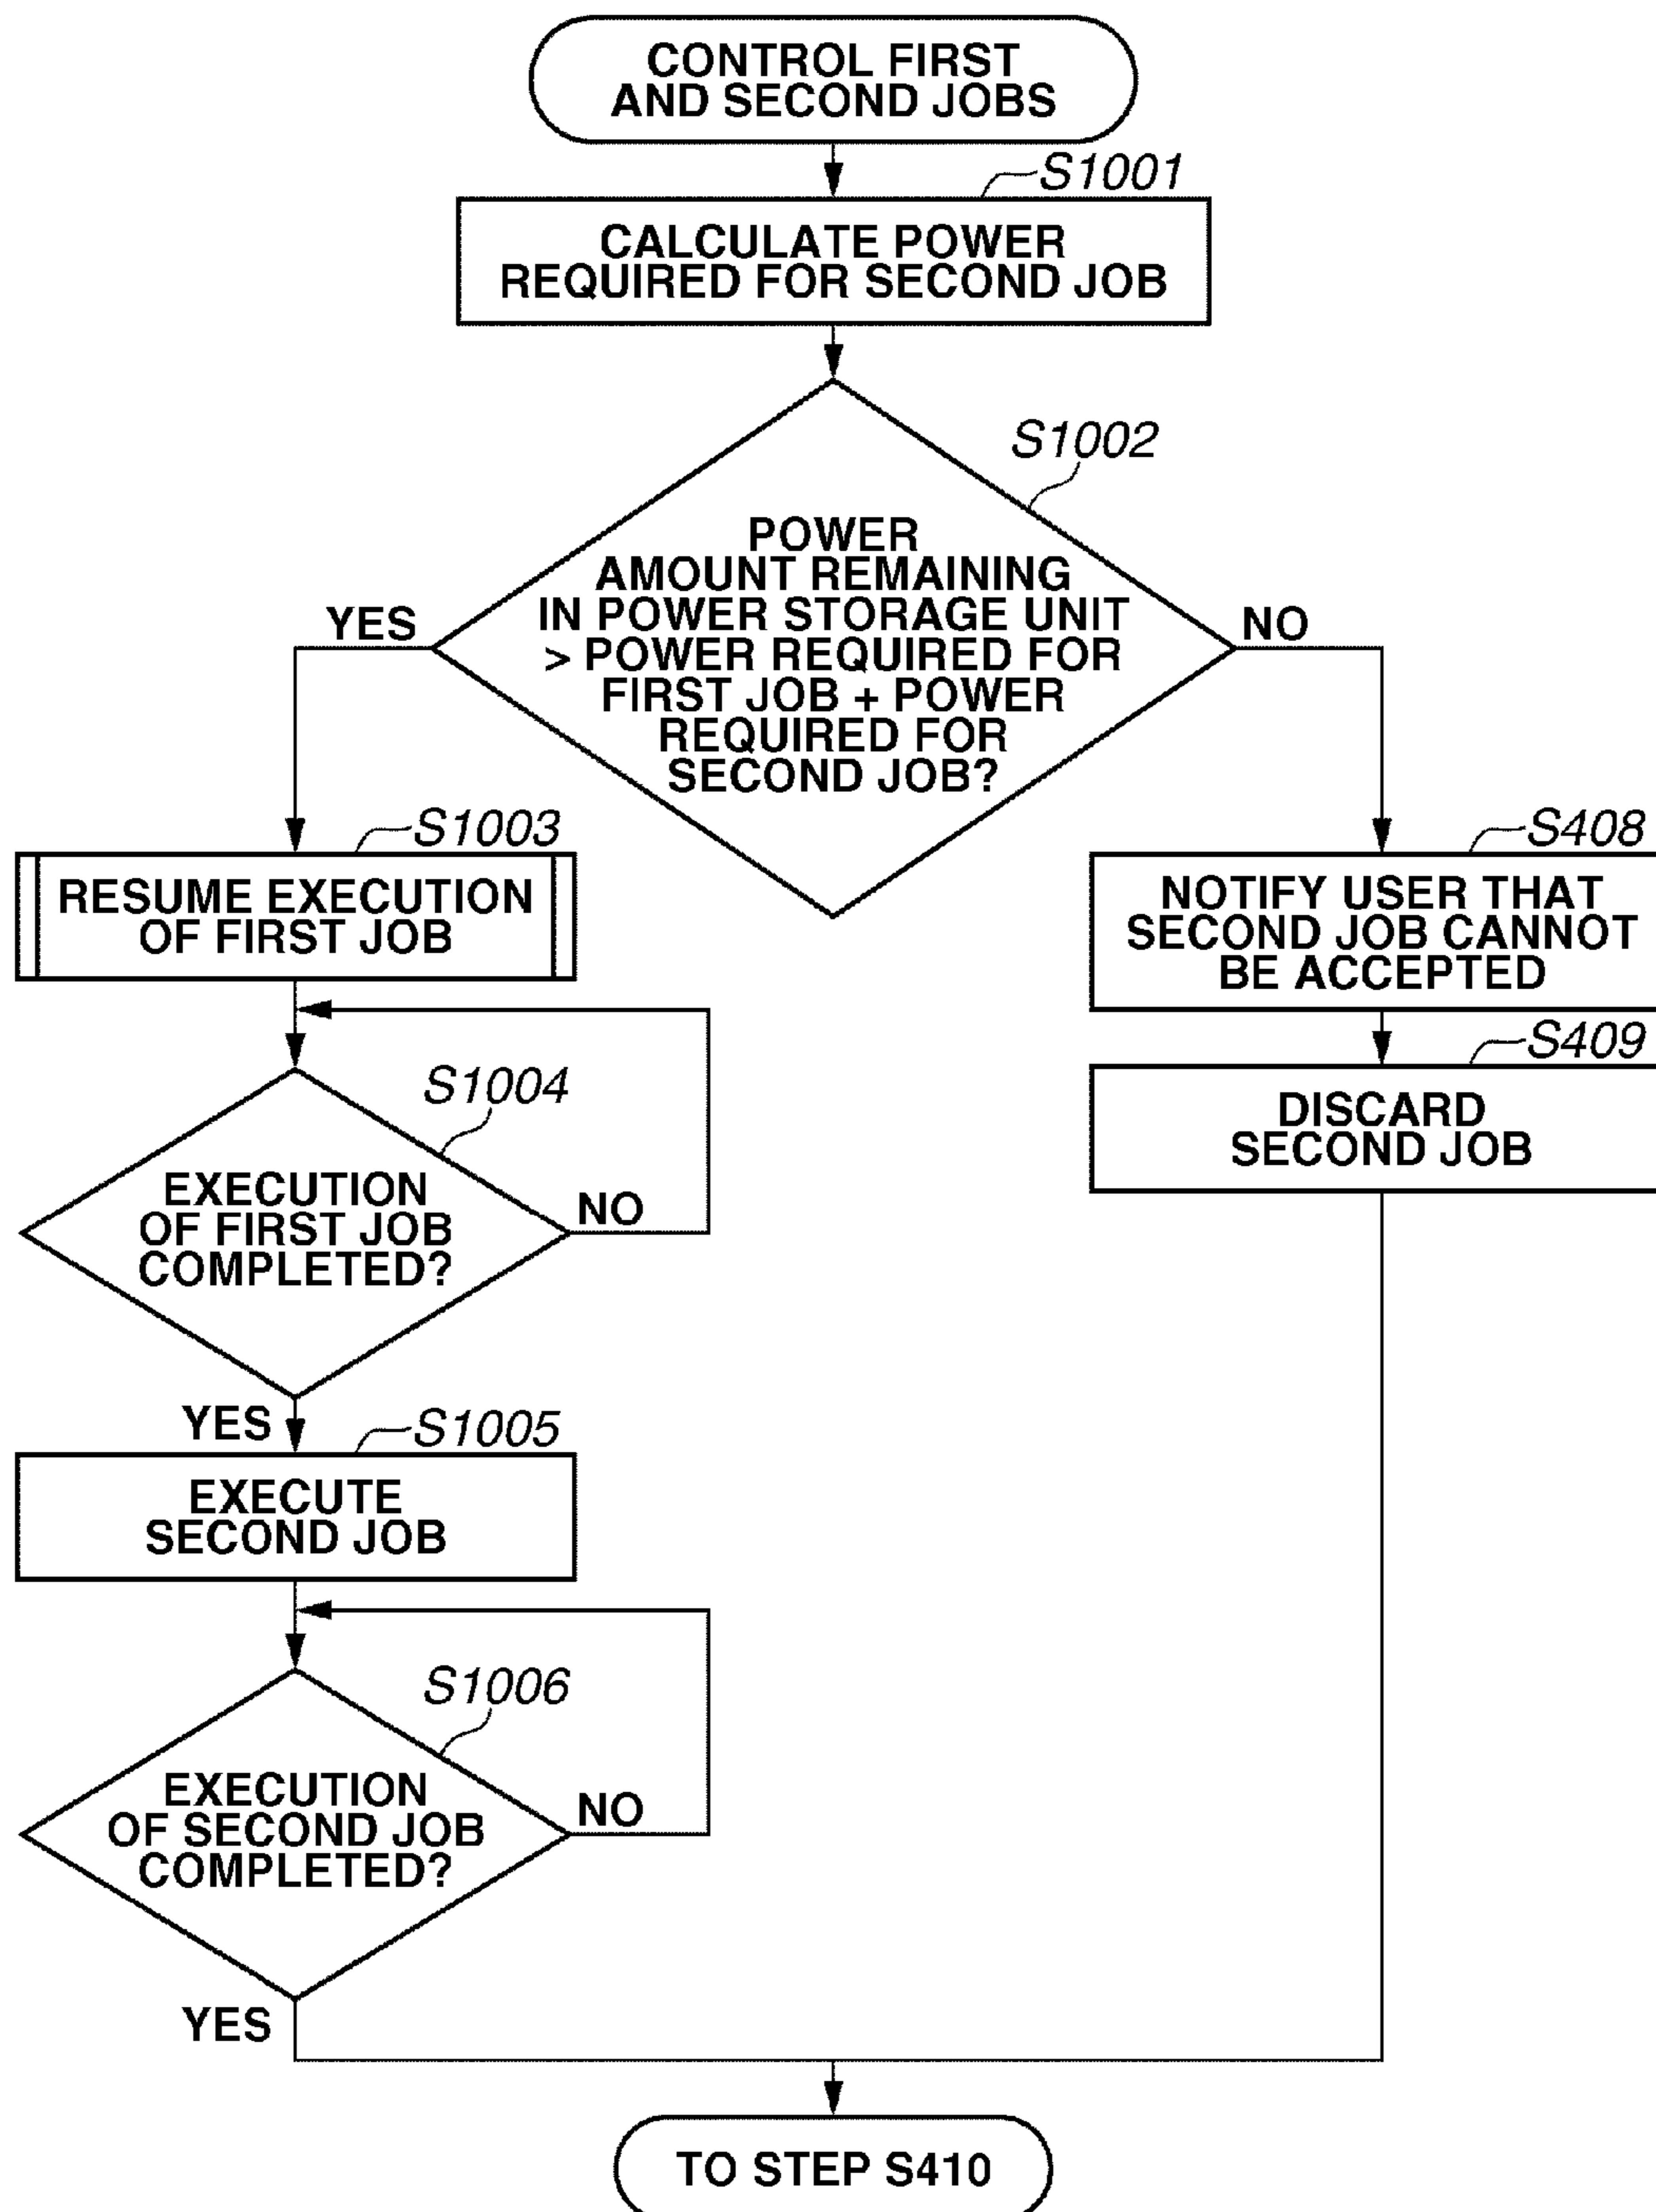 CONTROL FIRST
AND SECOND JOBS
S1001
CALCULATE POWER
REQUIRED FOR SECOND JOB
S1002
POWER
AMOUNT REMAINING
IN POWER STORAGE UNIT
> POWER REQUIRED FOR
FIRST JOB + POWER
REQUIRED FOR
SECOND JOB?
YES
NO
S1003
RESUME EXECUTION
OF FIRST JOB
S408
NOTIFY USER THAT
SECOND JOB CANNOT
BE ACCEPTED
S409
DISCARD
SECOND JOB
S1004
EXECUTION
OF FIRST JOB
COMPLETED?
NO
YES
S1005
EXECUTE
SECOND JOB
S1006
EXECUTION
OF SECOND JOB
COMPLETED?
NO
YES
TO STEP S410